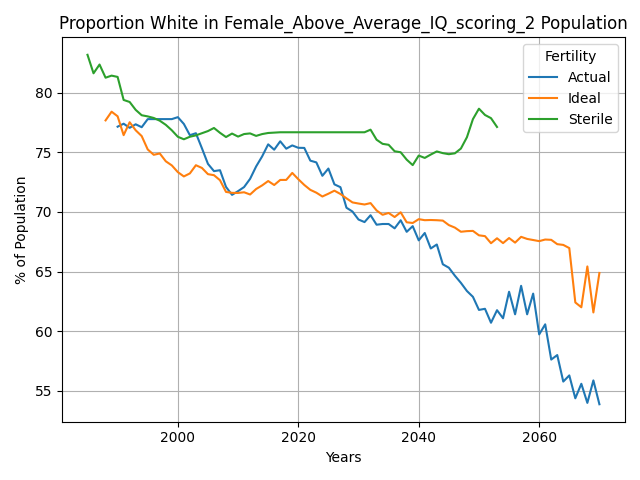 Proportion White in Female_Above_Average_IQ_scoring_2 Population
Fertility
Actual
Ideal
Sterile
% of Population
80
75
70
65
60
55
2000
2020
2040
2060
Years